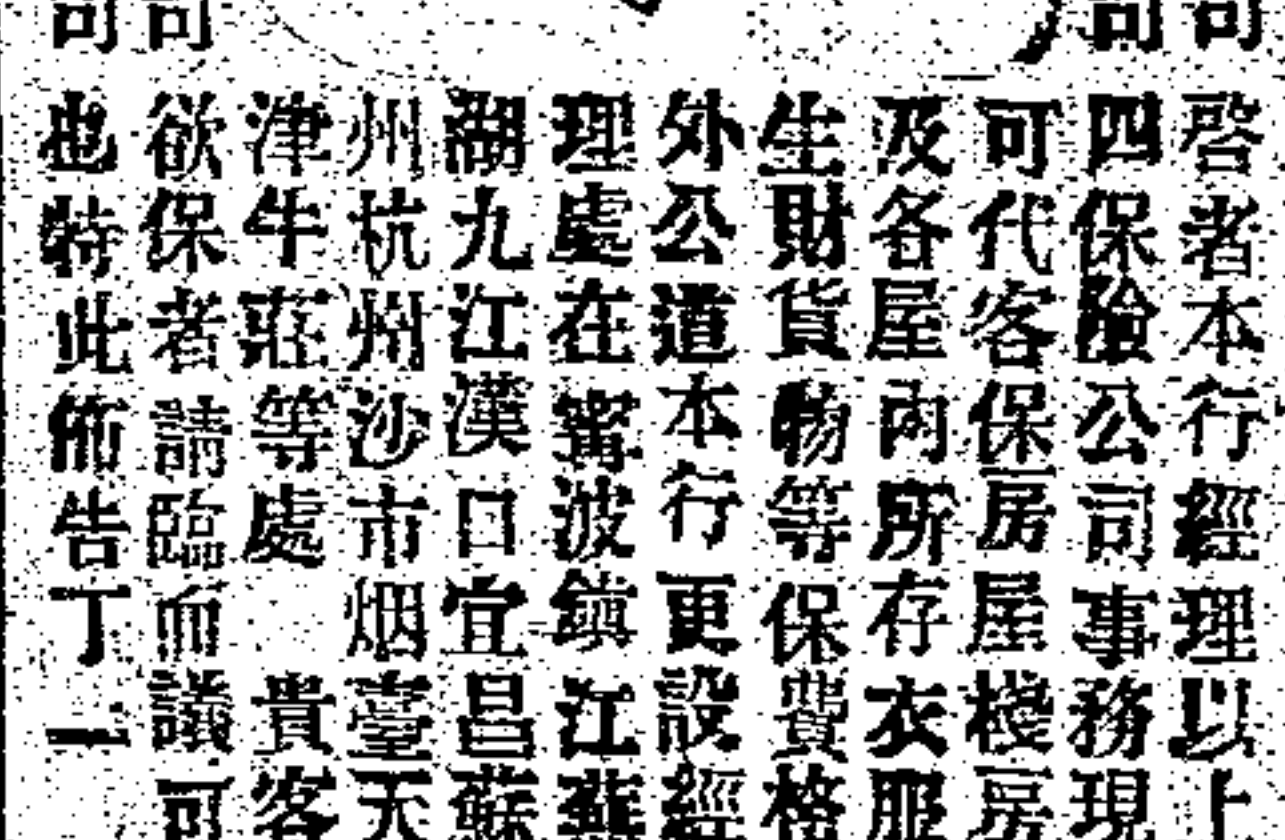 啓者本行經理以上
四保險公司事務現
可代客保房屋棧房
及各屋內所存衣服
生財貨物等保費格
外公道本行更設經
理處在寗波鎮江蕪
湖九江漢口宜昌蘇
州杭州沙市烟臺天
津牛莊等處 貴客
欲保者請臨面議可
也特此佈告丁一